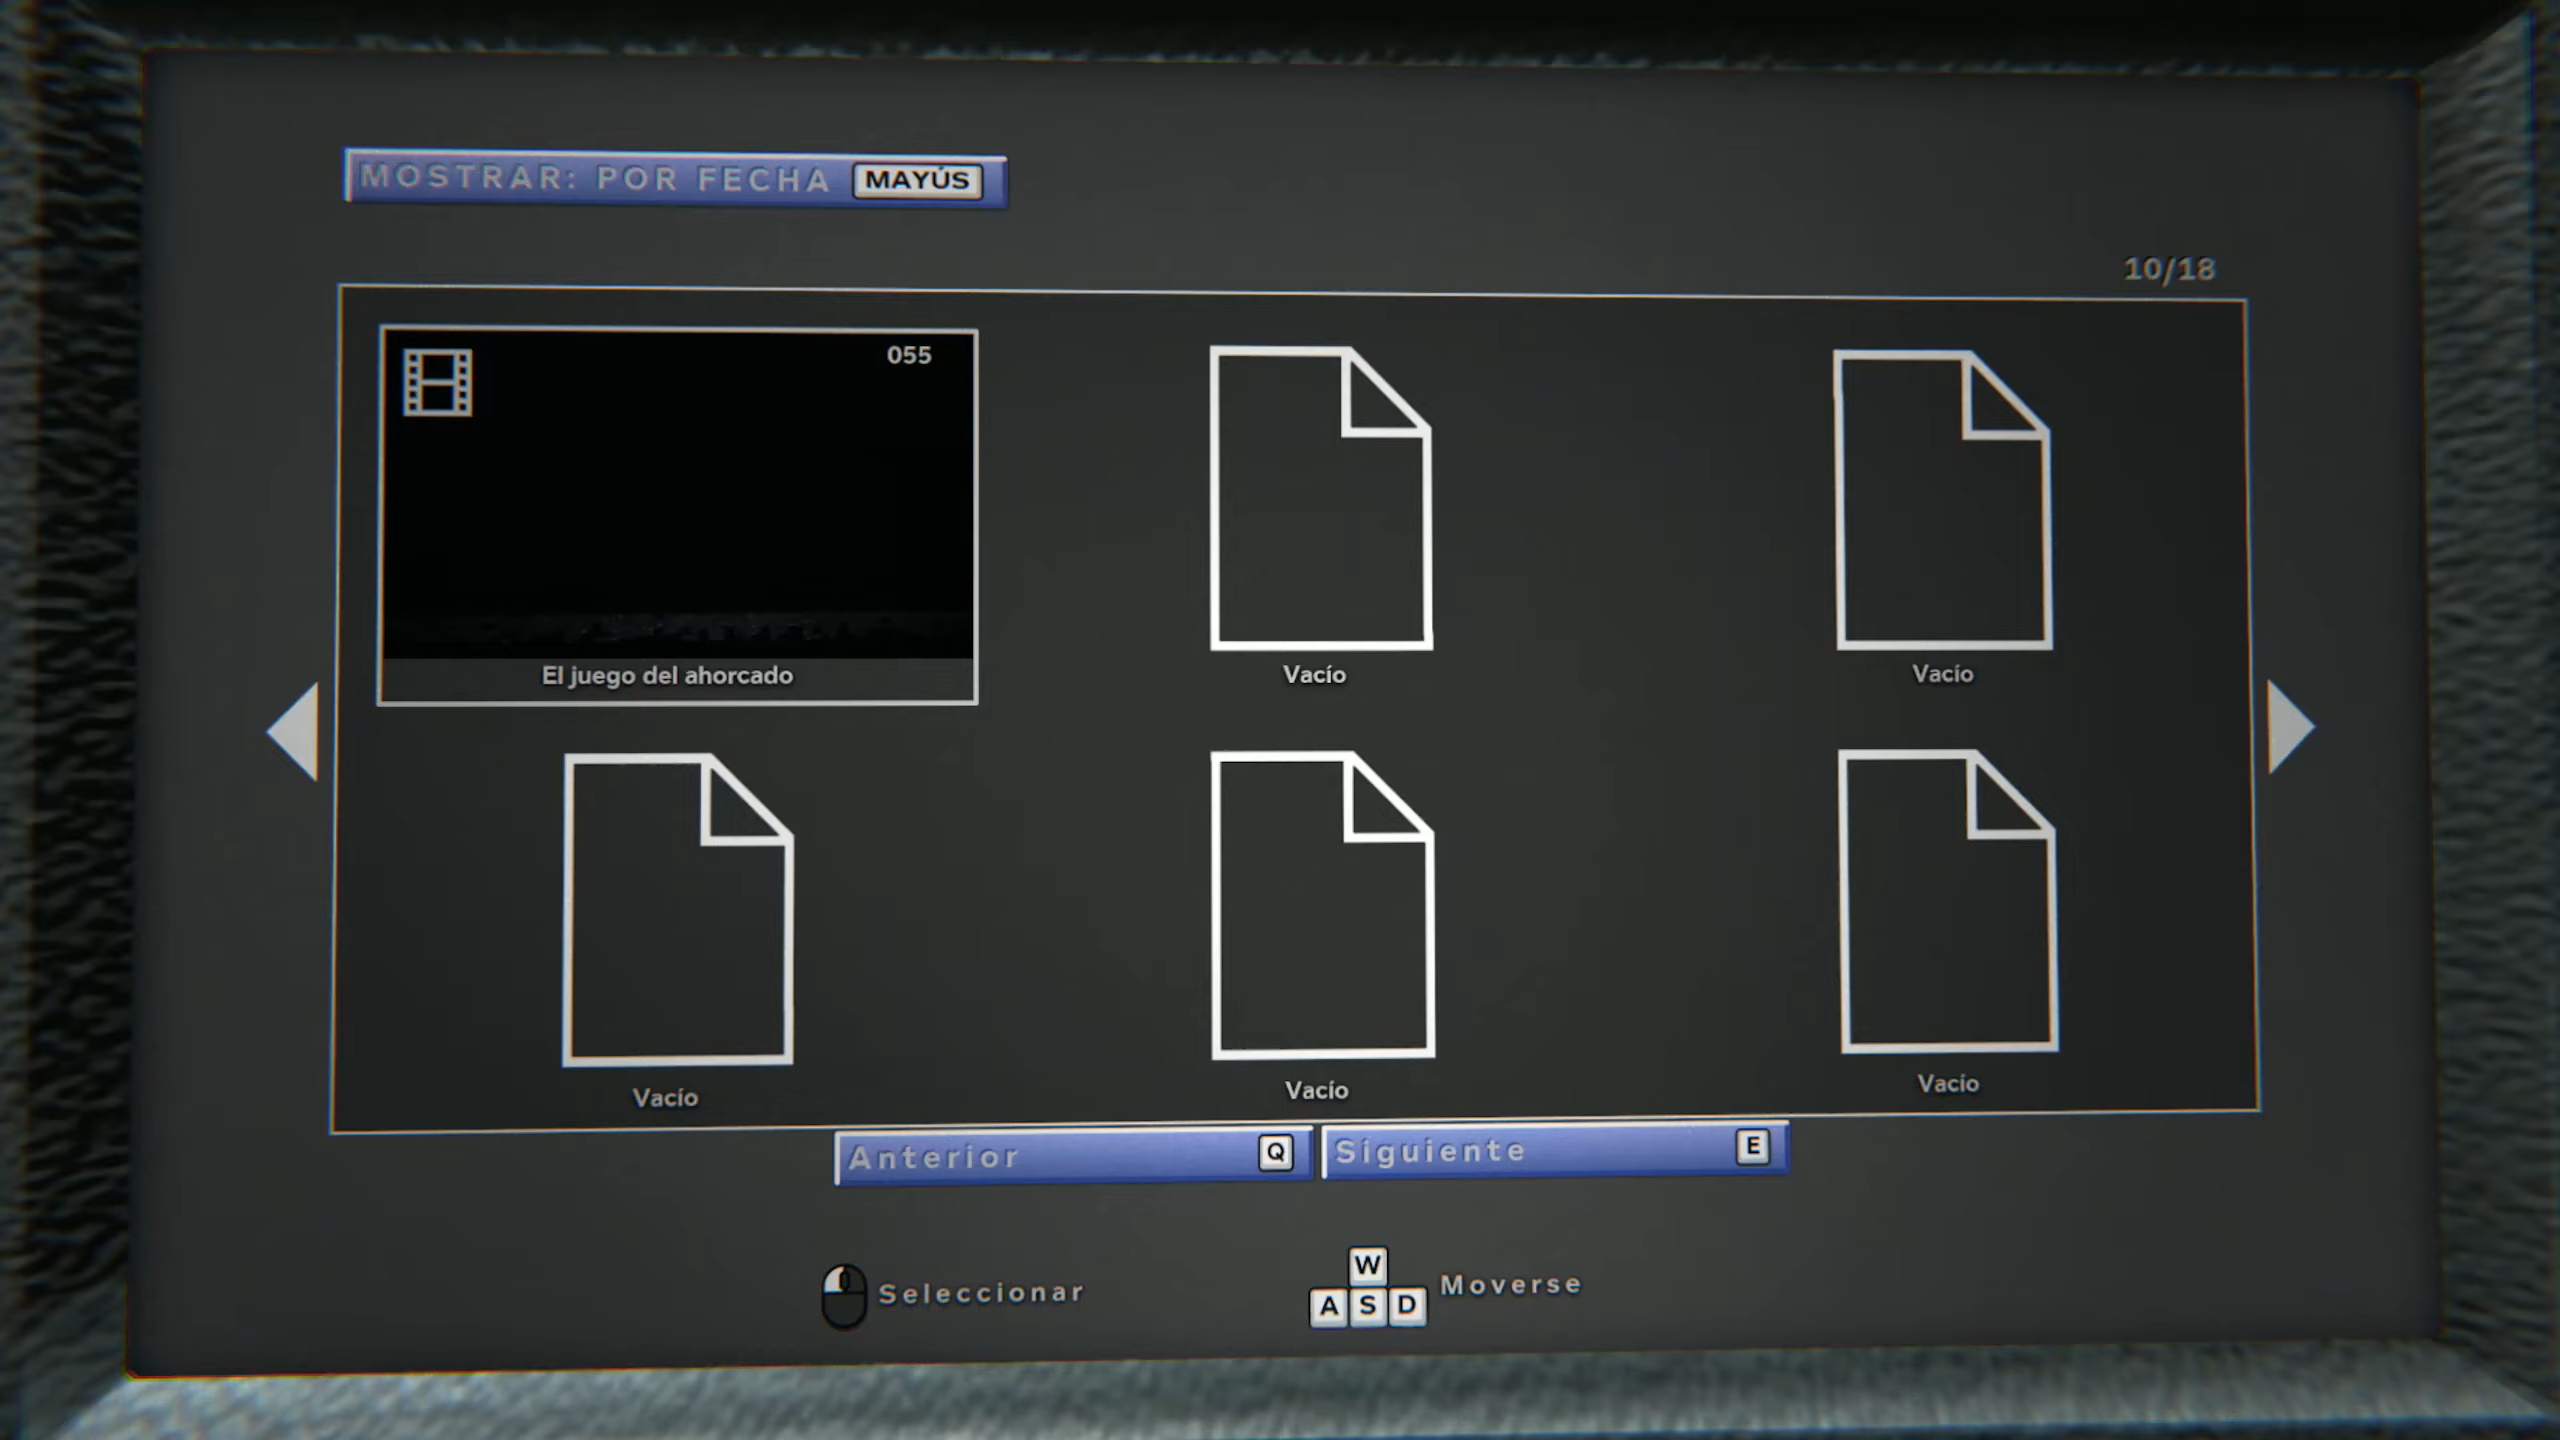 MOSTRAR: POR FECHA MAYÚS
10/18
055
El juego del ahorcado
Vacío
Vacío
Vacío
Vacío
Vacío
Anterior Q
Siguiente E
Seleccionar
W
A S D
Moverse